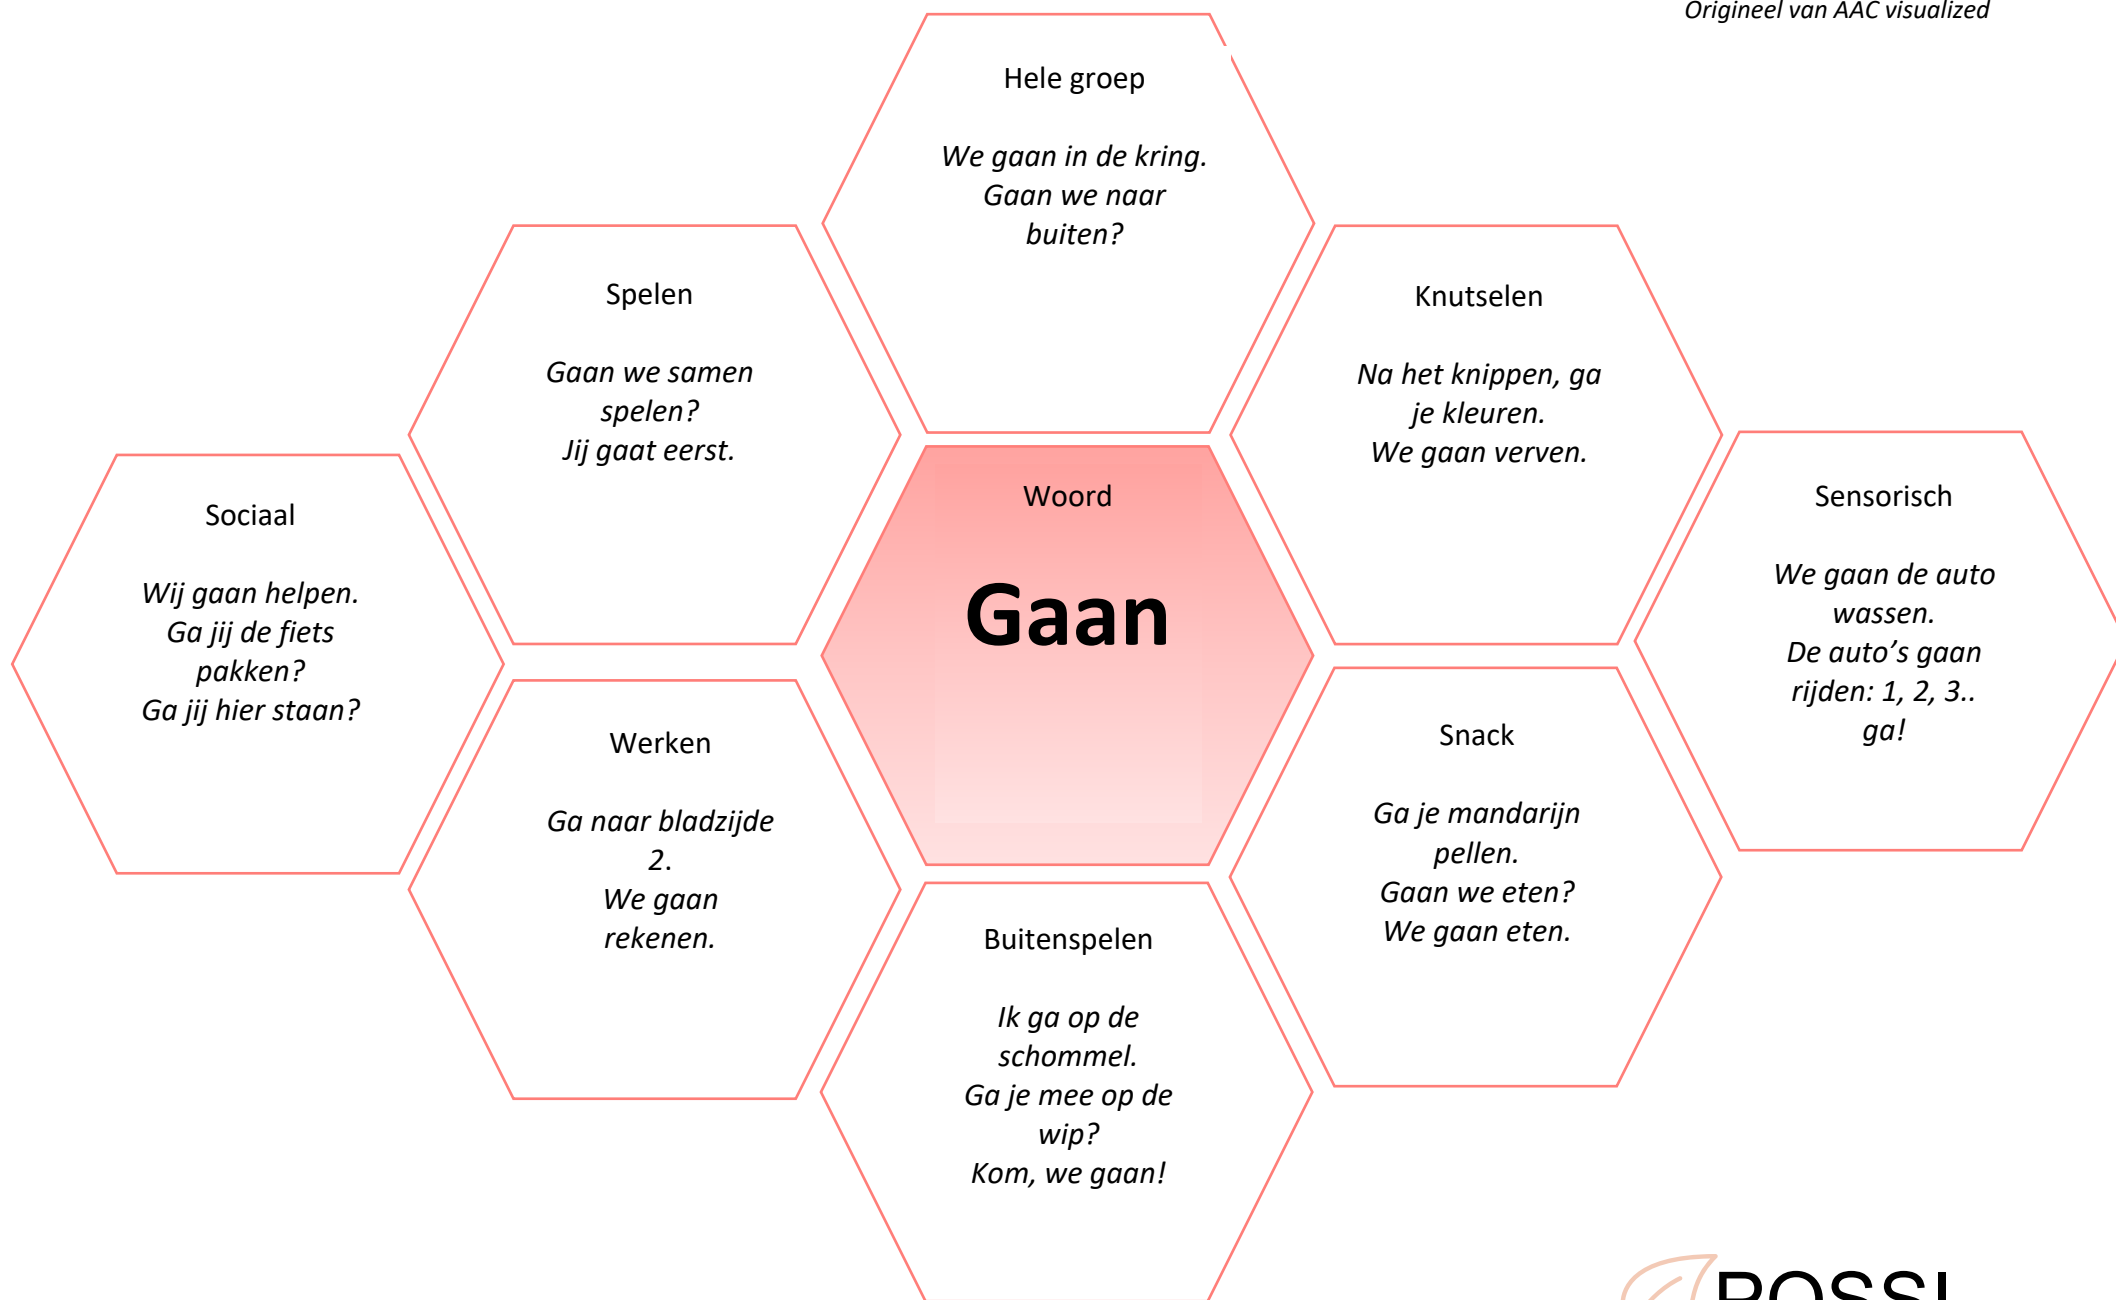 Origineel van AAC visualized
Hele groep
We gaan in de kring.
Gaan we naar
buiten?
Spelen
Gaan we samen
spelen?
Jij gaat eerst.
Knutselen
Na het knippen, ga
je kleuren.
We gaan verven.
Sociaal
Wij gaan helpen.
Ga jij de fiets
pakken?
Ga jij hier staan?
Woord
Gaan
Sensorisch
We gaan de auto
wassen.
De auto’s gaan
rijden: 1, 2, 3..
ga!
Werken
Ga naar bladzijde
2.
We gaan
rekenen.
Snack
Ga je mandarijn
pellen.
Gaan we eten?
We gaan eten.
Buitenspelen
Ik ga op de
schommel.
Ga je mee op de
wip?
Kom, we gaan!